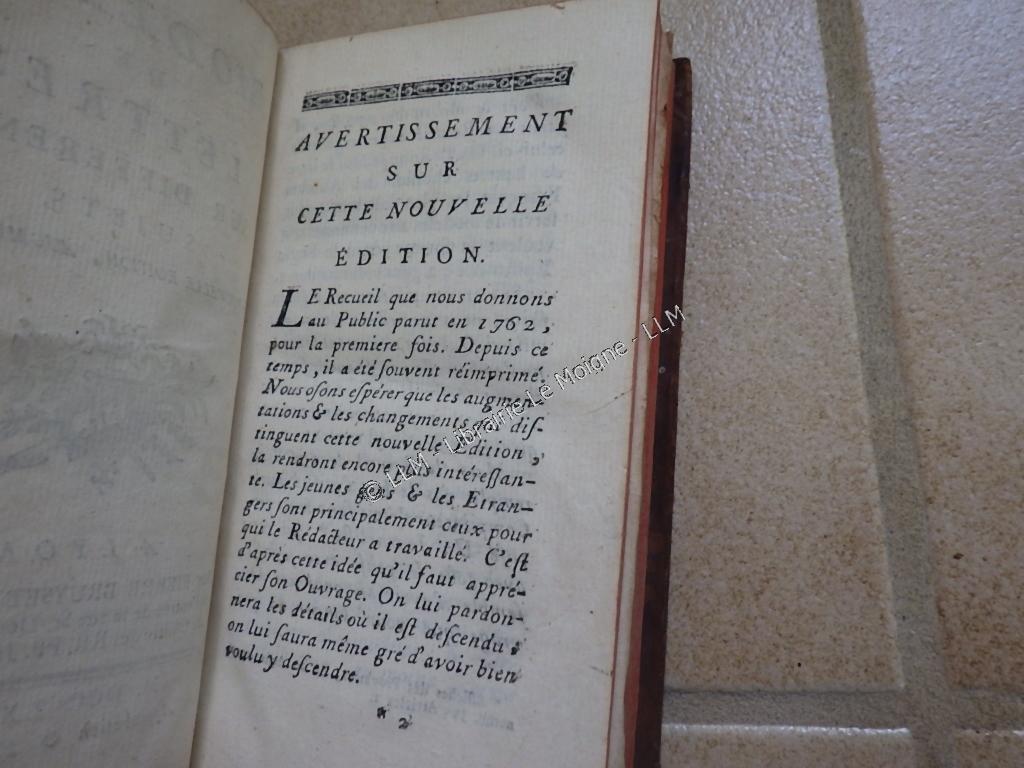 AVERTISSEMENT
SUR
CETTE NOUVELLE
ÉDITION.
LE Recueil que nous donnons
au Public parut en 1762,
pour la premiere fois. Depuis ce
temps, il a été souvent réimprimé.
Nous osons espérer que les augmen-
tations & les changements qui dis-
tinguent cette nouvelle Edition,
la rendront encore plus intéressan-
te. Les jeunes gens & les Etran-
gers sont principalement ceux pour
qui le Rédacteur a travaillé. C'est
d'après cette idée qu'il faut appré-
cier son Ouvrage. On lui pardon-
nera les détails où il est descendu,
on lui saura même gré d'avoir bien
voulu y descendre.
* 2
© LLM - Librairie Le Moigne - LLM